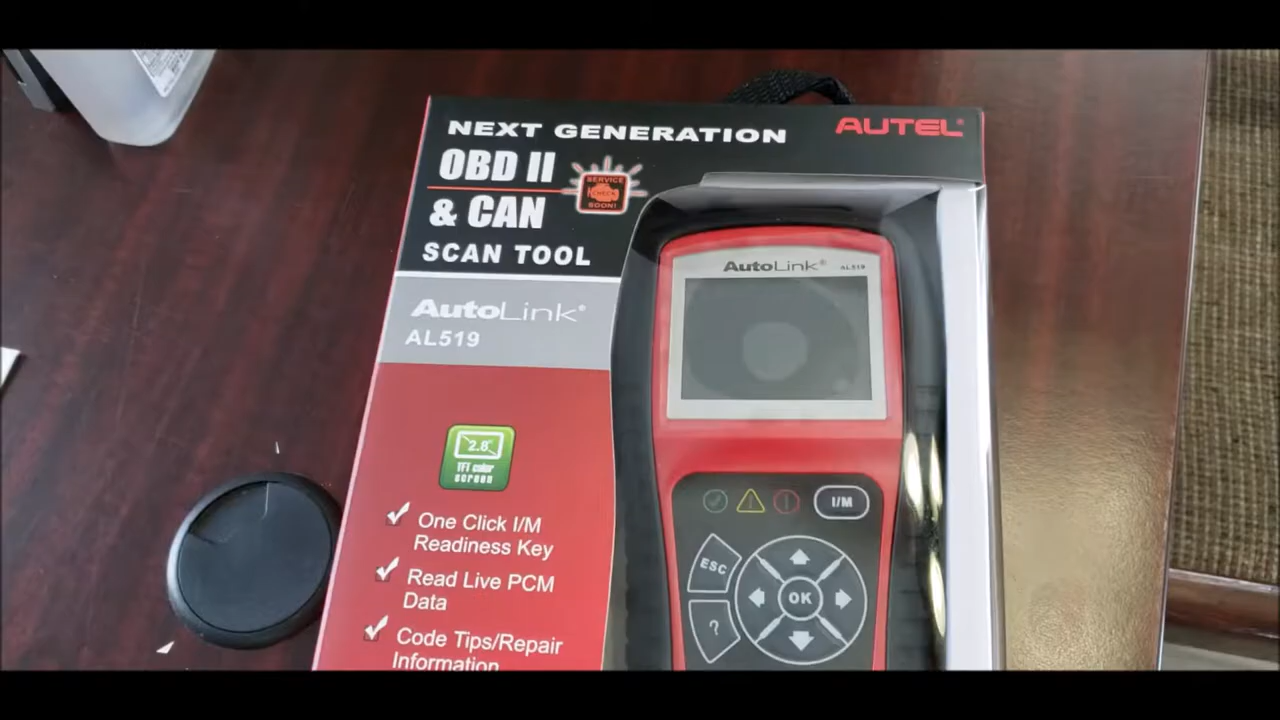 NEXT GENERATION
AUTEL®
OBD II
& CAN
SCAN TOOL
SERVICE
CHECK
SOON!
AutoLink®
AL519
AutoLink®
AL519
2.8"
TFT color
screen
One Click I/M
Readiness Key
Read Live PCM
Data
Code Tips/Repair
Information
I/M
ESC
OK
?